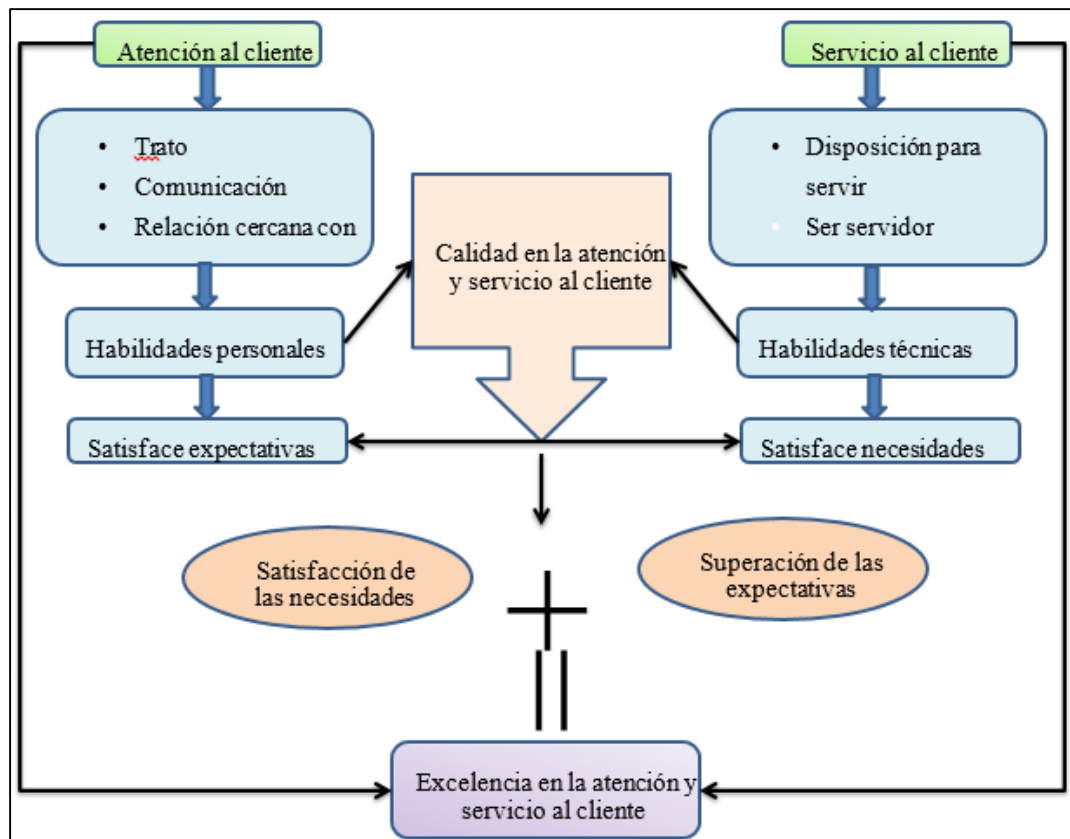 Atención al cliente
Servicio al cliente
• Trato
• Comunicación
• Relación cercana con
• Disposición para
servir
• Ser servidor
Calidad en la atención
y servicio al cliente
Habilidades personales
Habilidades técnicas
Satisface expectativas
Satisface necesidades
Satisfacción de
las necesidades
Superación de las
expectativas
+
||
Excelencia en la atención y
servicio al cliente